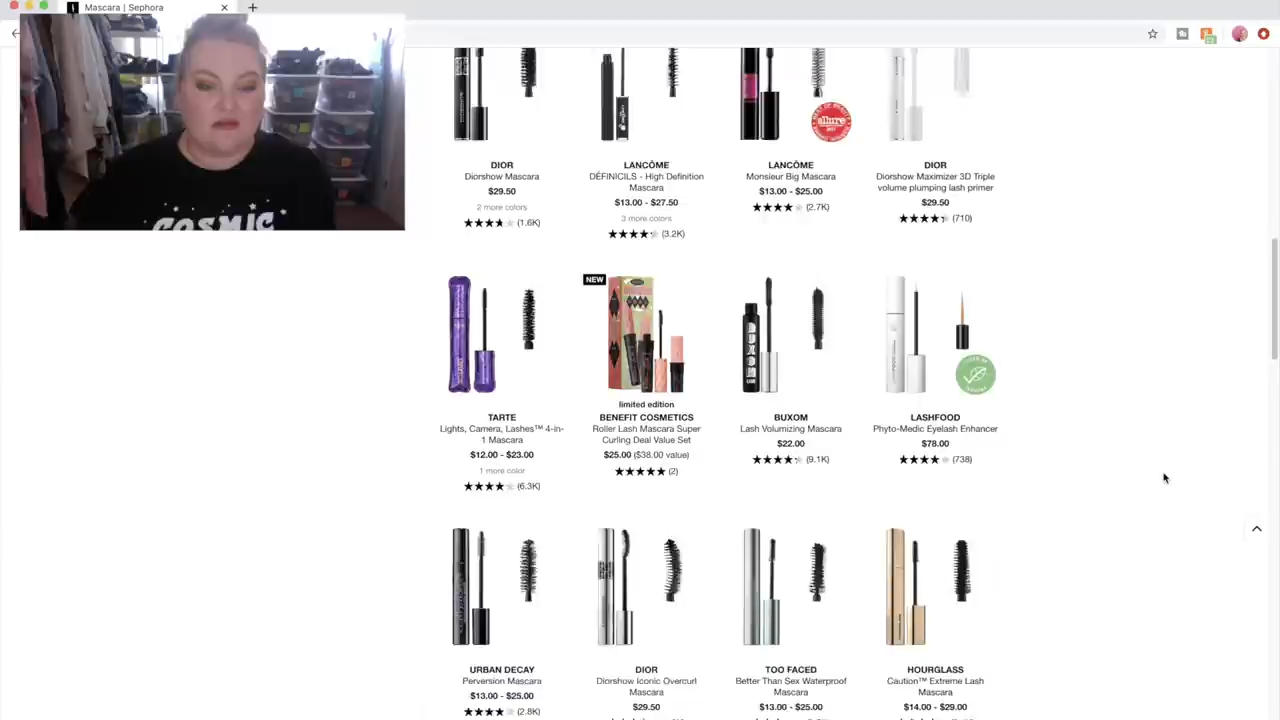 Mascara | Sephora
COSMIC
allure
DIOR
Diorshow Mascara
$29.50
2 more colors
(1.6K)
LANCÔME
DÉFINICILS - High Definition
Mascara
$13.00 - $27.50
3 more colors
(3.2K)
LANCÔME
Monsieur Big Mascara
$13.00 - $25.00
(2.7K)
DIOR
Diorshow Maximizer 3D Triple
volume plumping lash primer
$29.50
(710)
TARTE
Lights, Camera, Lashes™ 4-in-
1 Mascara
$12.00 - $23.00
1 more color
(6.3K)
NEW
limited edition
BENEFIT COSMETICS
Roller Lash Mascara Super
Curling Deal Value Set
$25.00 ($38.00 value)
(2)
BUXOM
BUXOM
Lash Volumizing Mascara
$22.00
(9.1K)
LASHFOOD
Phyto-Medic Eyelash Enhancer
$78.00
(738)
URBAN DECAY
Perversion Mascara
$13.00 - $25.00
(2.8K)
DIOR
Diorshow Iconic Overcurl
Mascara
$29.50
TOO FACED
Better Than Sex Waterproof
Mascara
$13.00 - $25.00
HOURGLASS
Caution™ Extreme Lash
Mascara
$14.00 - $29.00